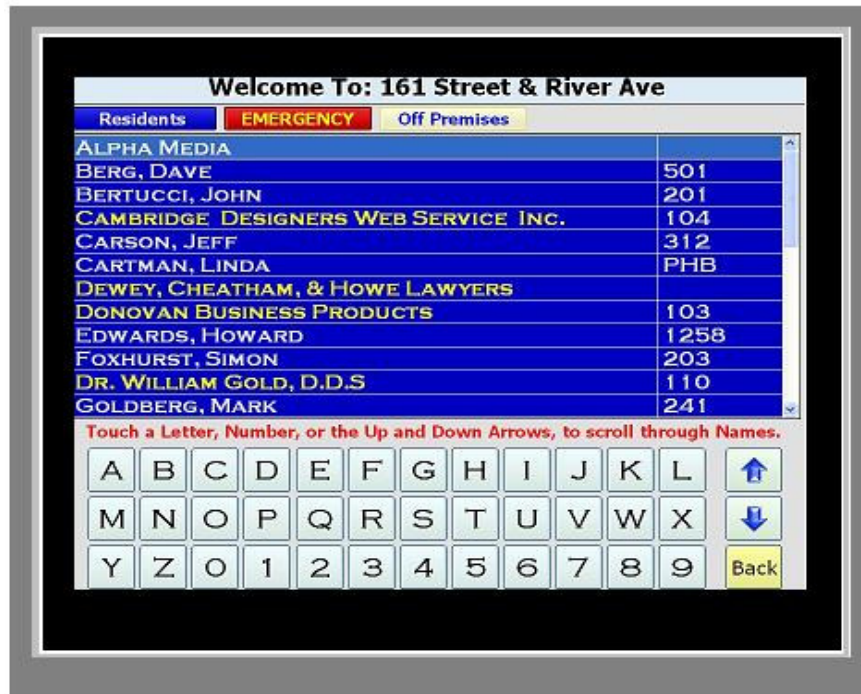 Welcome To: 161 Street & River Ave
Residents EMERGENCY Off Premises
ALPHA MEDIA
BERG, DAVE 501
BERTUCCI, JOHN 201
CAMBRIDGE DESIGNERS WEB SERVICE INC. 104
CARSON, JEFF 312
CARTMAN, LINDA PHB
DEWEY, CHEATHAM, & HOWE LAWYERS
DONOVAN BUSINESS PRODUCTS 103
EDWARDS, HOWARD 1258
FOXHURST, SIMON 203
DR. WILLIAM GOLD, D.D.S 110
GOLDBERG, MARK 241
Touch a Letter, Number, or the Up and Down Arrows, to scroll through Names.
A B C D E F G H I J K L
M N O P Q R S T U V W X
Y Z 0 1 2 3 4 5 6 7 8 9 Back